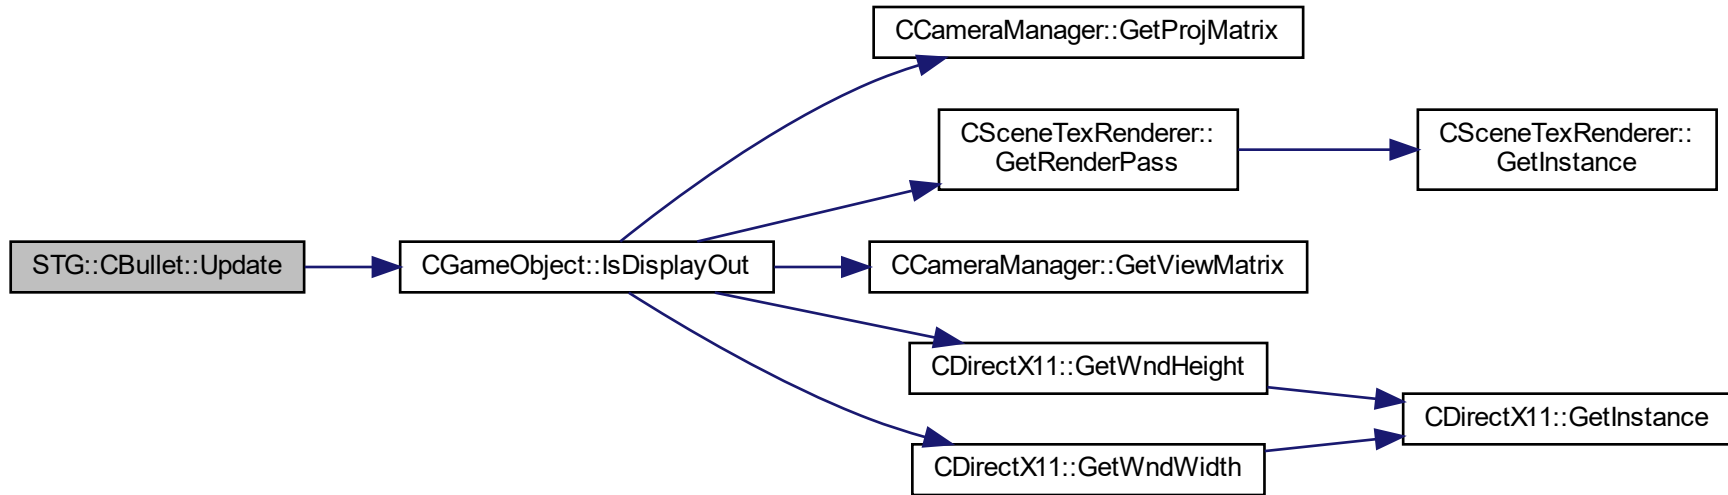 CCameraManager::GetProjMatrix
CSceneTexRenderer::
GetRenderPass
CSceneTexRenderer::
GetInstance
STG::CBullet::Update
CGameObject::IsDisplayOut
CCameraManager::GetViewMatrix
CDirectX11::GetWndHeight
CDirectX11::GetInstance
CDirectX11::GetWndWidth